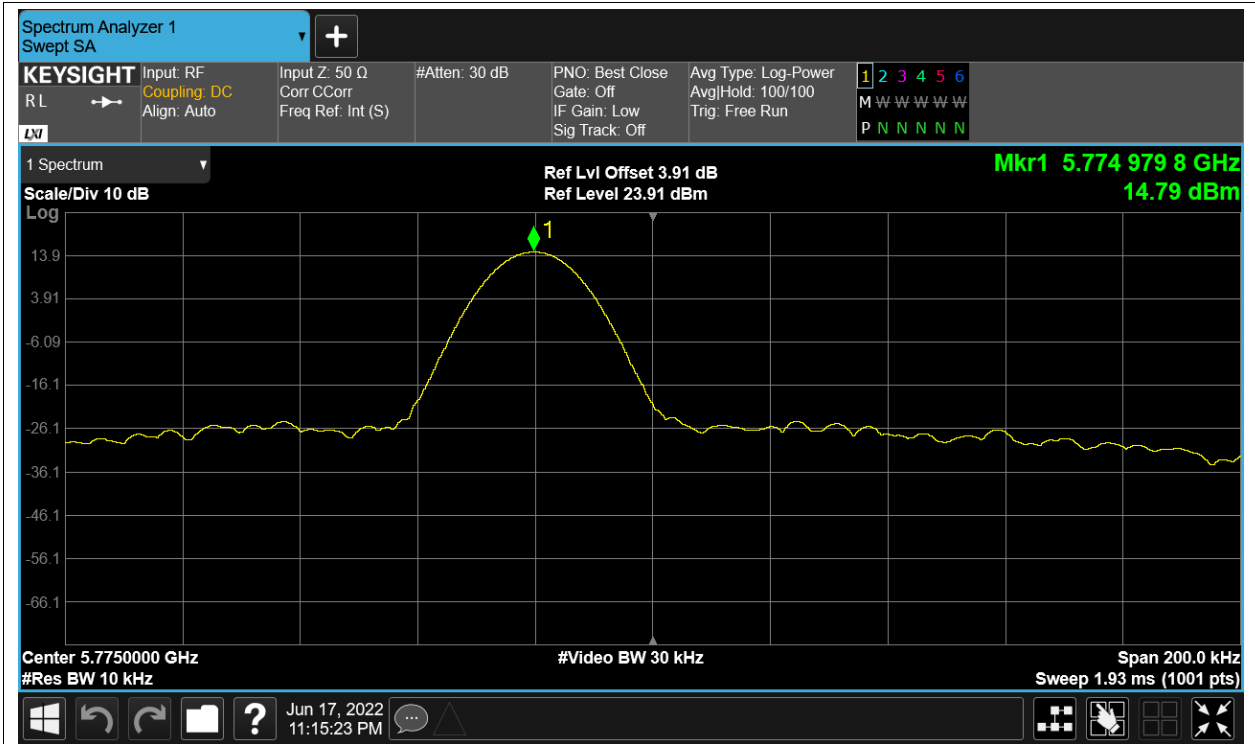 Spectrum Analyzer 1
Swept SA
KEYSIGHT
R L
LXI
Input: RF
Coupling: DC
Align: Auto
Input Z: 50 Ω
Corr CCorr
Freq Ref: Int (S)
#Atten: 30 dB
PNO: Best Close
Gate: Off
IF Gain: Low
Sig Track: Off
Avg Type: Log-Power
Avg|Hold: 100/100
Trig: Free Run
1 2 3 4 5 6
M W W W W W
P N N N N N
1 Spectrum
Scale/Div 10 dB
Log
Ref Lvl Offset 3.91 dB
Ref Level 23.91 dBm
Mkr1 5.774 979 8 GHz
14.79 dBm
1
13.9
3.91
-6.09
-16.1
-26.1
-36.1
-46.1
-56.1
-66.1
Center 5.7750000 GHz
#Res BW 10 kHz
#Video BW 30 kHz
Span 200.0 kHz
Sweep 1.93 ms (1001 pts)
?
Jun 17, 2022
11:15:23 PM